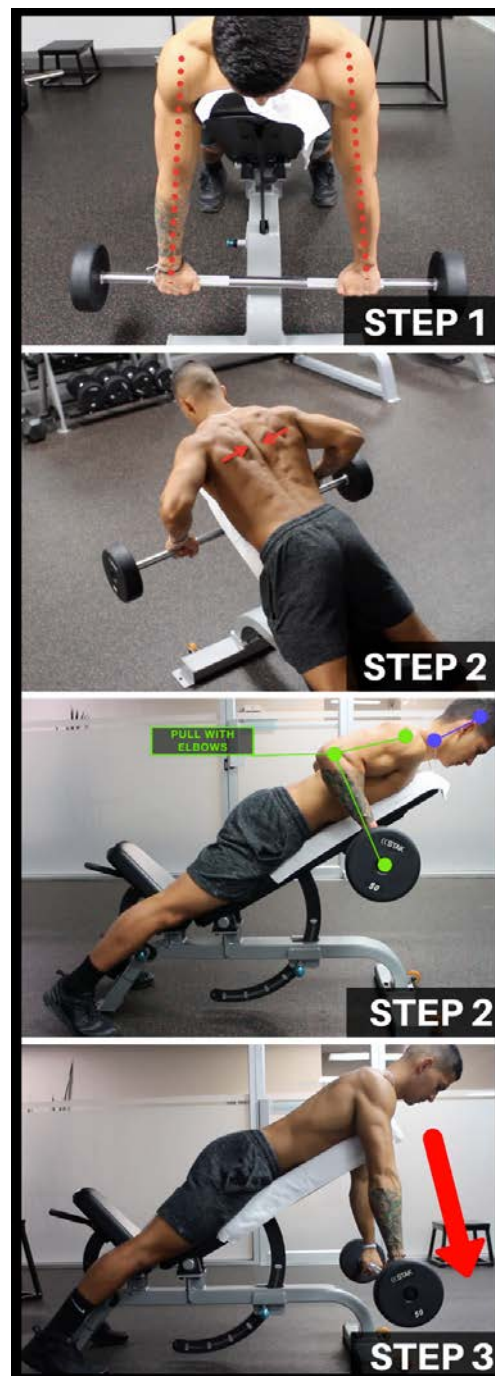 STEP 1
STEP 2
PULL WITH
ELBOWS
STAK
50
STEP 2
STAK
50
STEP 3